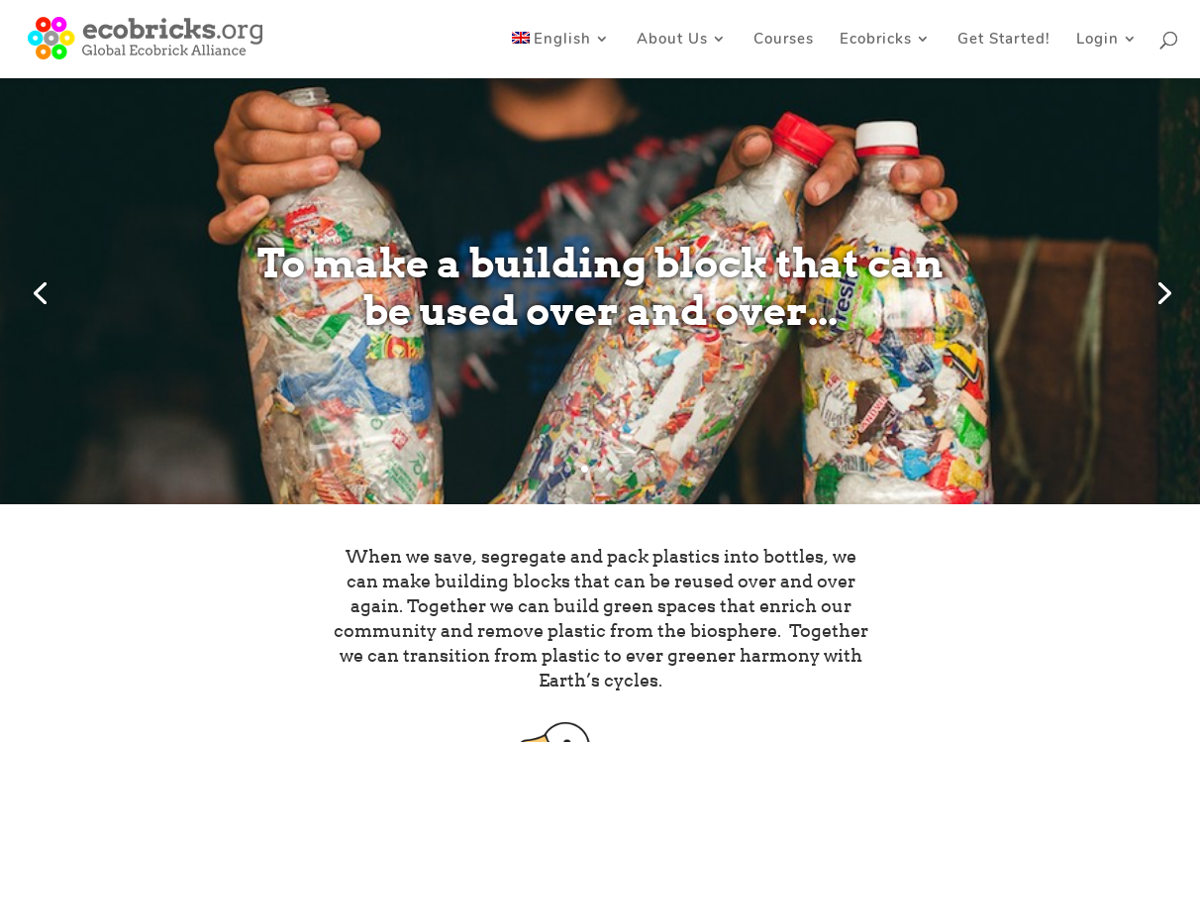 ecobricks.org
Global Ecobrick Alliance
English
About Us
Courses
Ecobricks
Get Started!
Login
To make a building block that can
be used over and over...
fresh
When we save, segregate and pack plastics into bottles, we
can make building blocks that can be reused over and over
again. Together we can build green spaces that enrich our
community and remove plastic from the biosphere.  Together
we can transition from plastic to ever greener harmony with
Earth’s cycles.